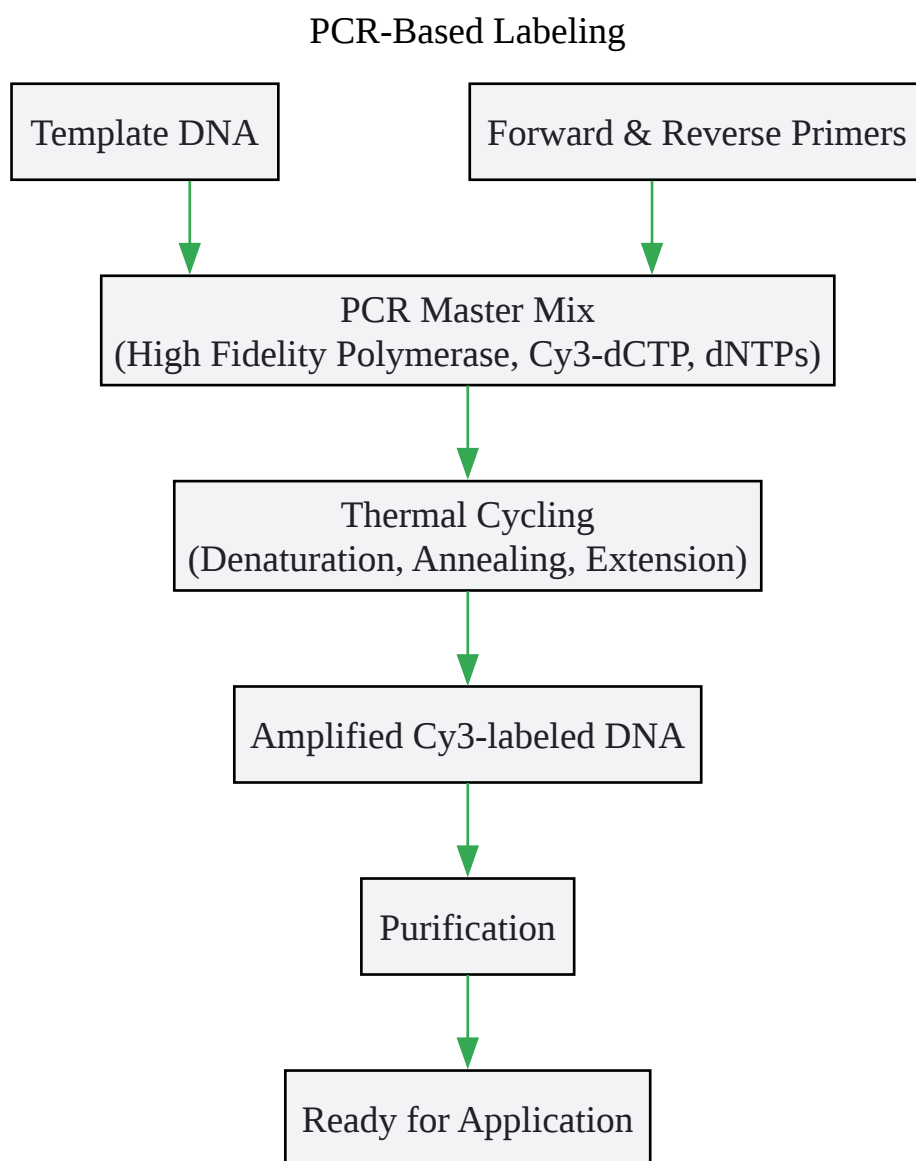 PCR-Based Labeling
Template DNA
Forward & Reverse Primers
PCR Master Mix
(High Fidelity Polymerase, Cy3-dCTP, dNTPs)
Thermal Cycling
(Denaturation, Annealing, Extension)
Amplified Cy3-labeled DNA
Purification
Ready for Application